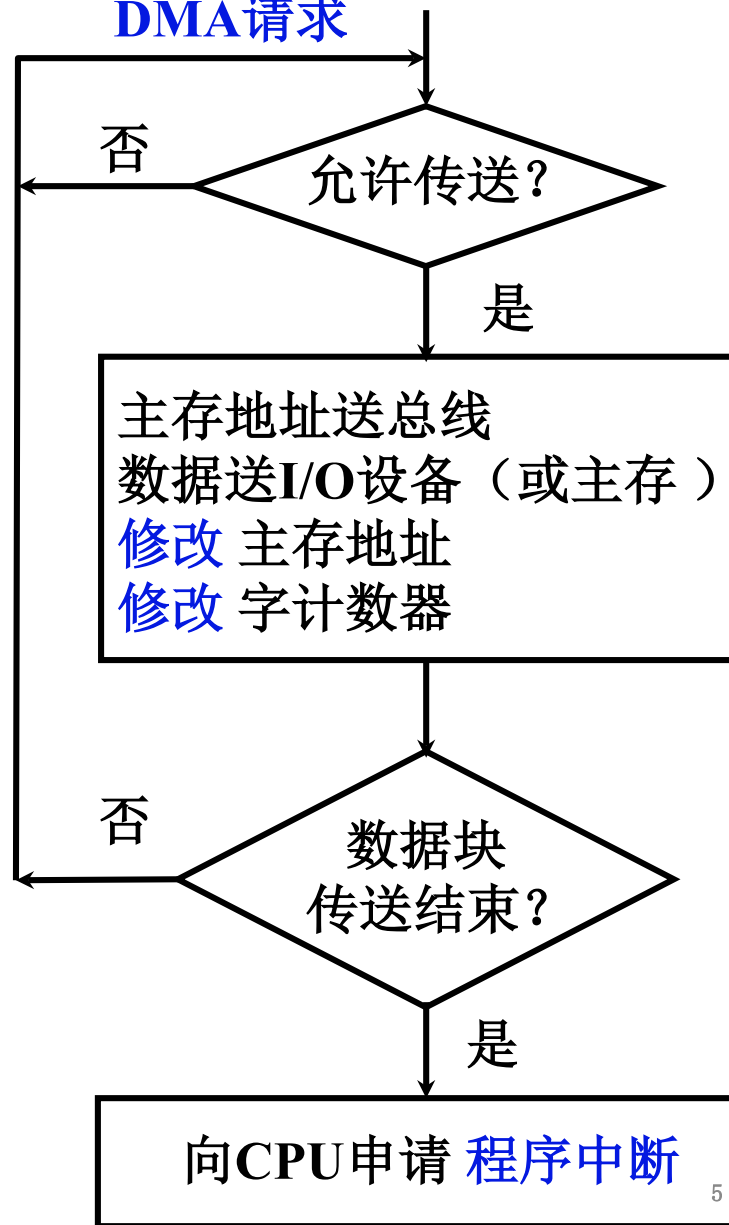 DMA请求
否
允许传送?
是
主存地址送总线
数据送I/O设备（或主存 ）
修改 主存地址
修改 字计数器
否
数据块
传送结束?
是
向CPU申请 程序中断
5